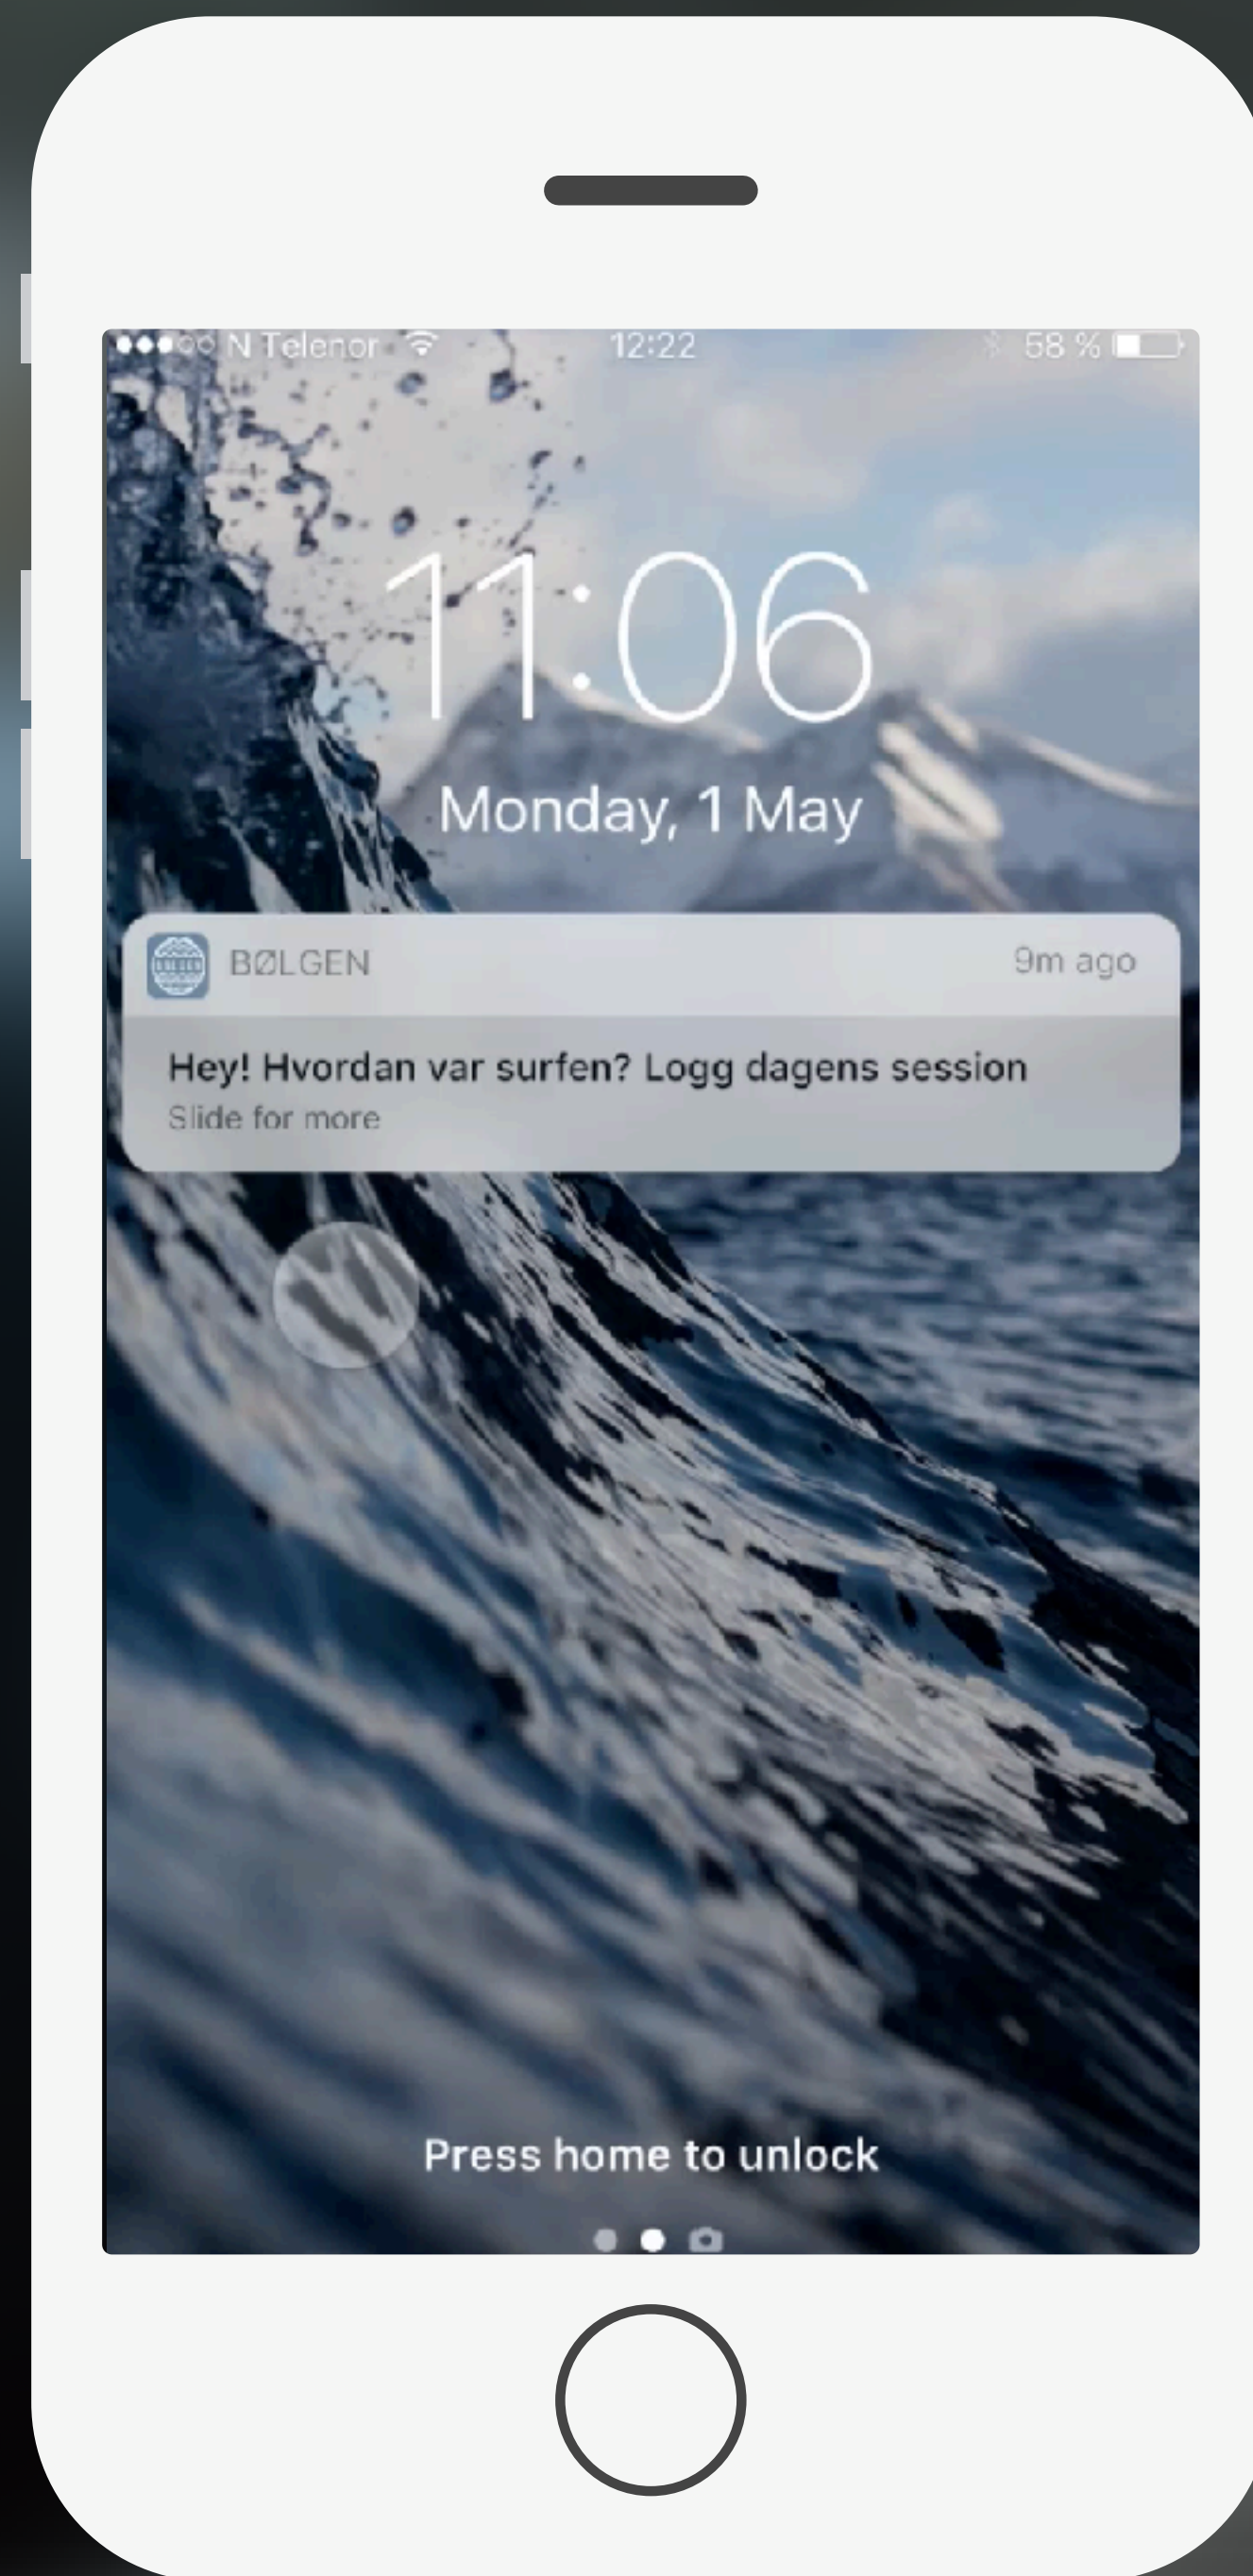 N Telenor 12:22 58 %
11:06
Monday, 1 May
BØLGEN 9m ago
Hey! Hvordan var surfen? Logg dagens session
Slide for more
Press home to unlock